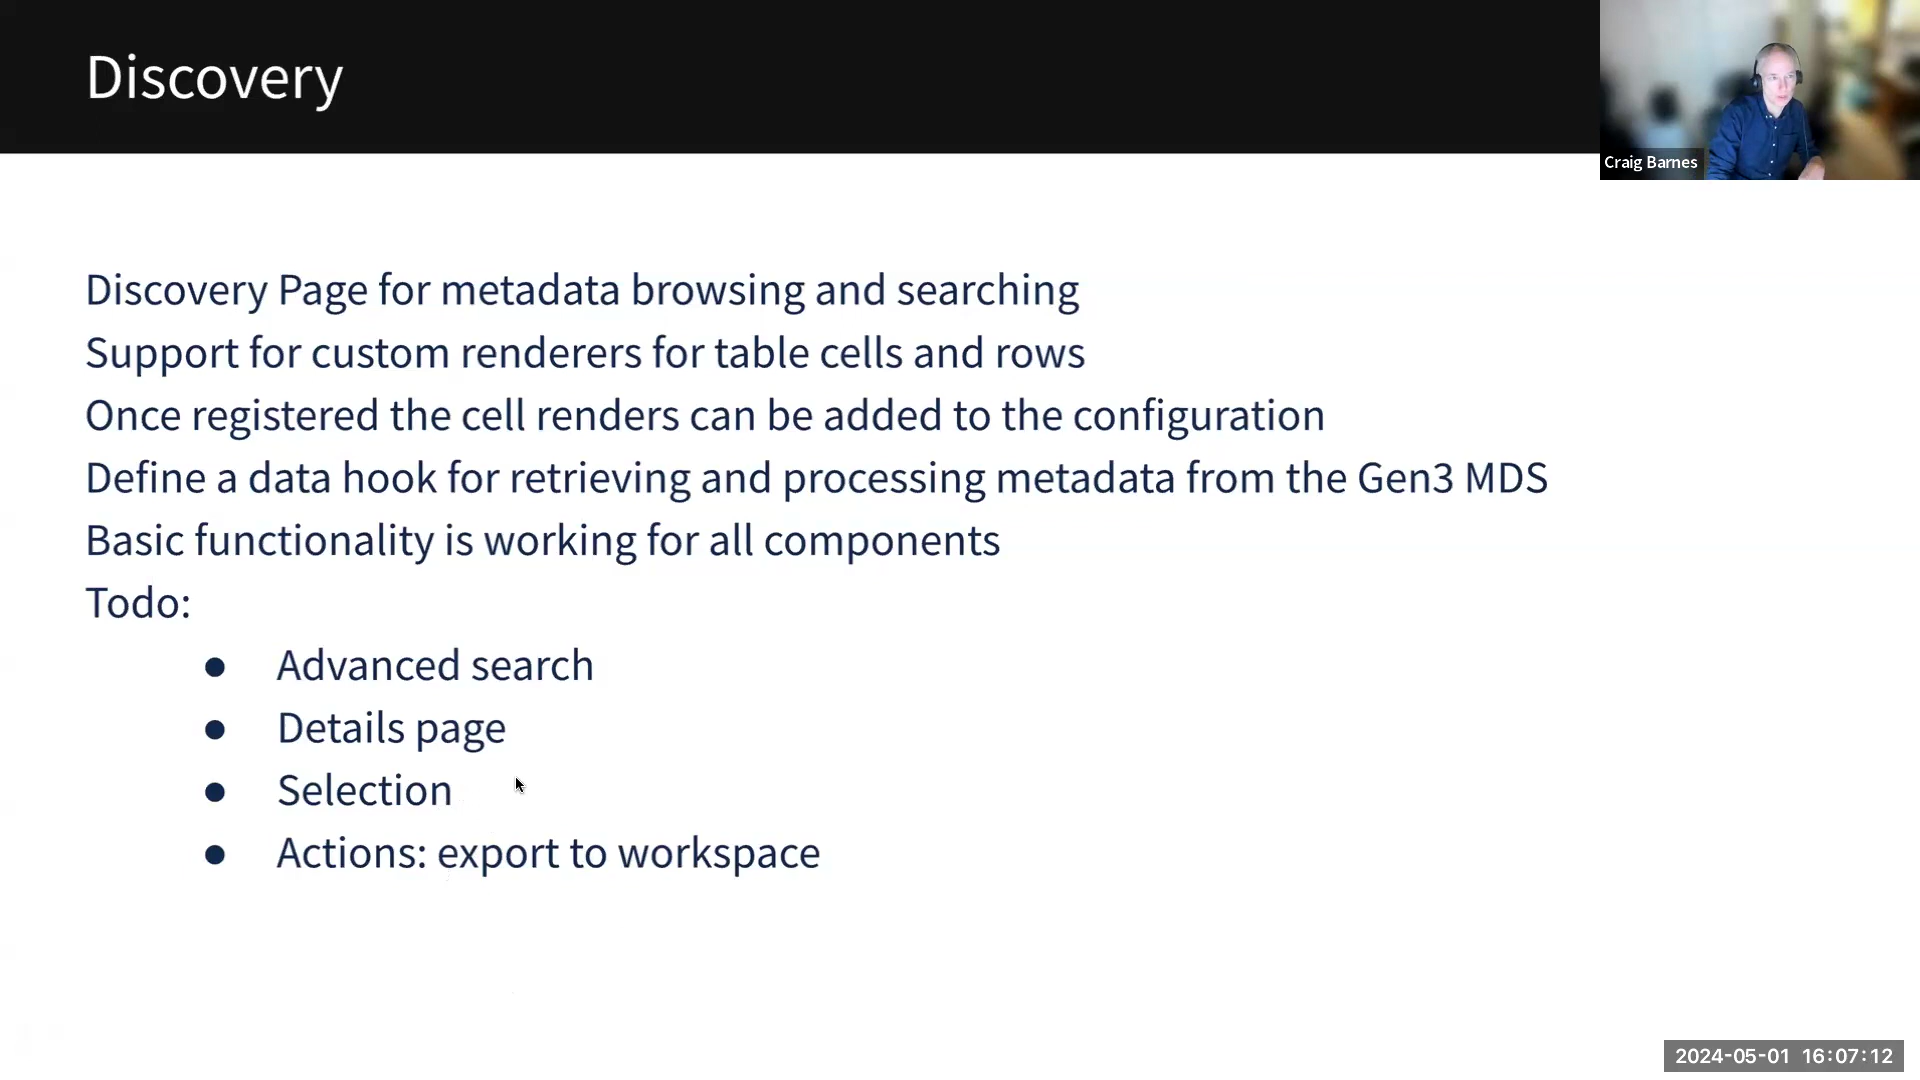 Discovery
Craig Barnes
Discovery Page for metadata browsing and searching
Support for custom renderers for table cells and rows
Once registered the cell renders can be added to the configuration
Define a data hook for retrieving and processing metadata from the Gen3 MDS
Basic functionality is working for all components
Todo:
● Advanced search
● Details page
● Selection
● Actions: export to workspace
2024-05-01 16:07:12